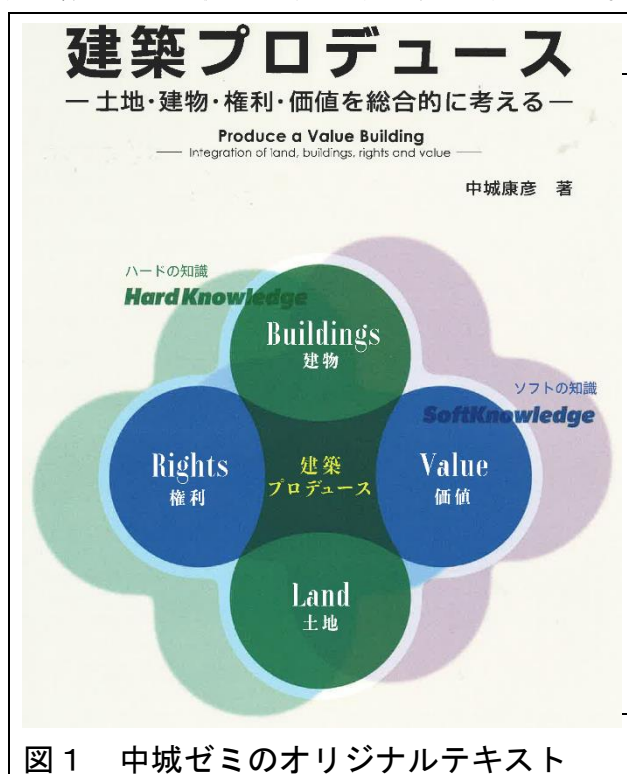 建築プロデュース
―土地・建物・権利・価値を総合的に考える―
Produce a Value Building
Integration of land, buildings, rights and value
中城康彦 著
ハードの知識
Hard Knowledge
Buildings
建物
ソフトの知識
SoftKnowledge
Rights
権利
建築
プロデュース
Value
価値
Land
土地
図1 中城ゼミのオリジナルテキスト